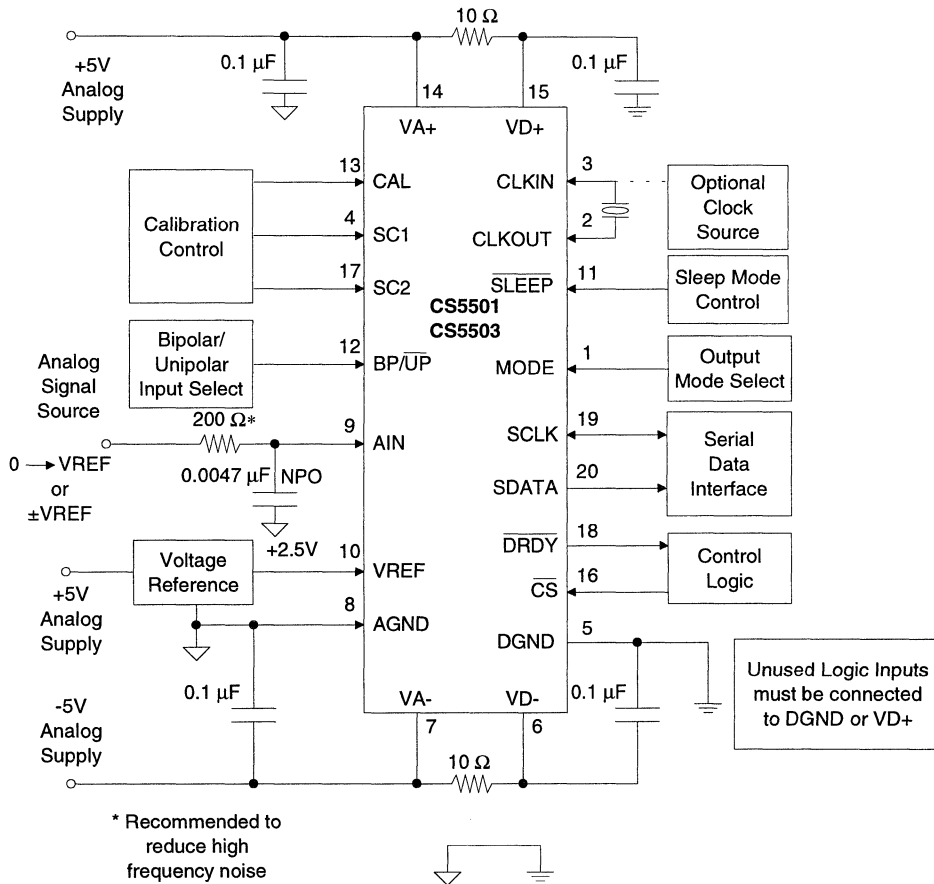 10 Ω
+5V
Analog
Supply
0.1 µF
0.1 µF
14
15
VA+
VD+
13
CAL
3
CLKIN
Optional
Clock
Source
Calibration
Control
4
SC1
2
CLKOUT
17
SC2
11
SLEEP
Sleep Mode
Control
CS5501
CS5503
Bipolar/
Unipolar
Input Select
12
BP/UP
1
MODE
Output
Mode Select
Analog
Signal
Source
200 Ω*
9
AIN
19
SCLK
Serial
Data
Interface
0 → VREF
or
±VREF
0.0047 µF
NPO
20
SDATA
18
DRDY
Control
Logic
+2.5V
Voltage
Reference
10
VREF
16
CS
+5V
Analog
Supply
8
AGND
5
DGND
Unused Logic Inputs
must be connected
to DGND or VD+
0.1 µF
0.1 µF
-5V
Analog
Supply
VA-
VD-
7
6
10 Ω
* Recommended to
reduce high
frequency noise